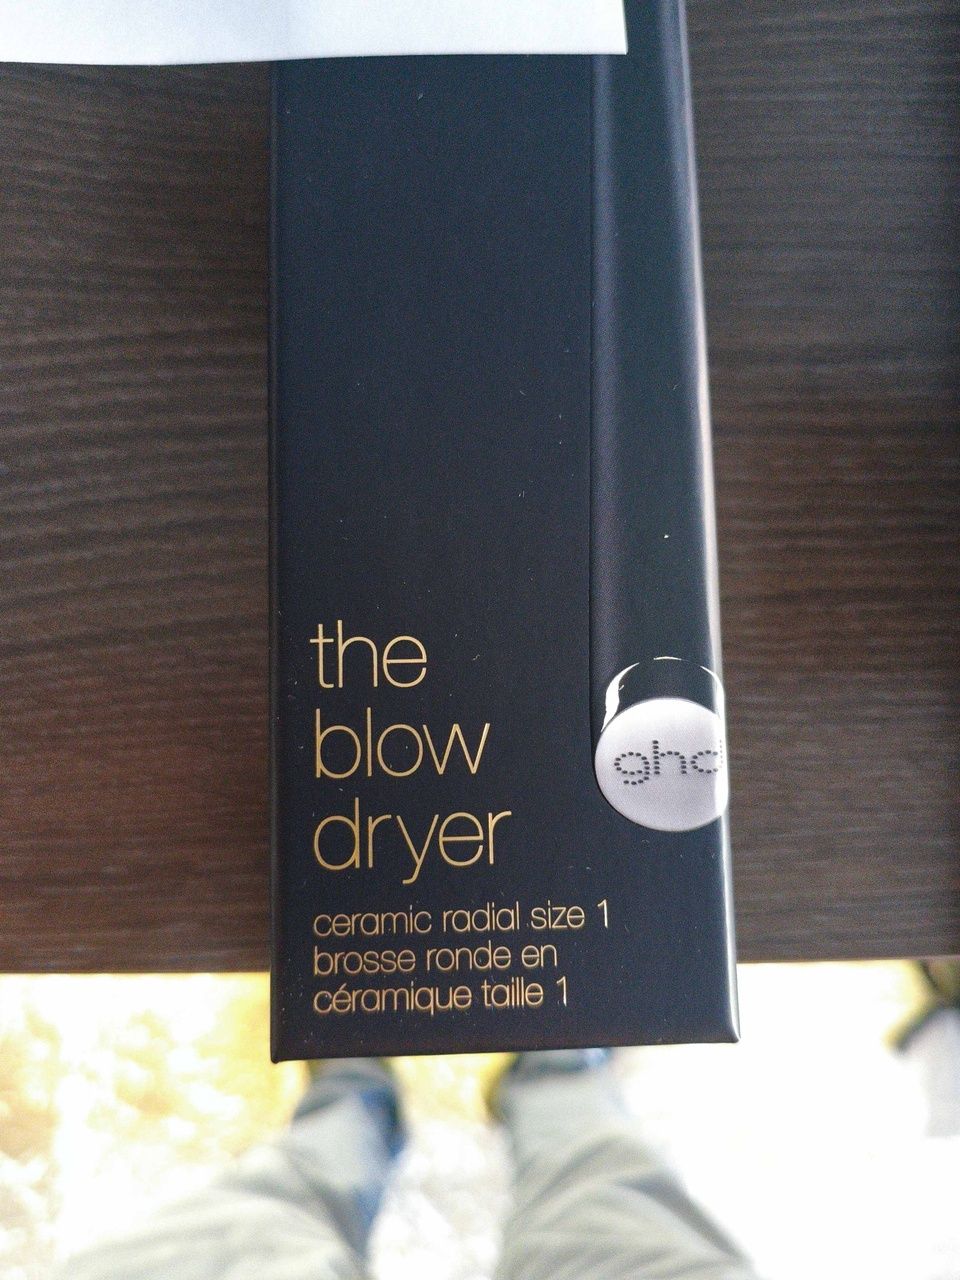 the
blow
dryer
ghd
ceramic radial size 1
brosse ronde en
céramique taille 1